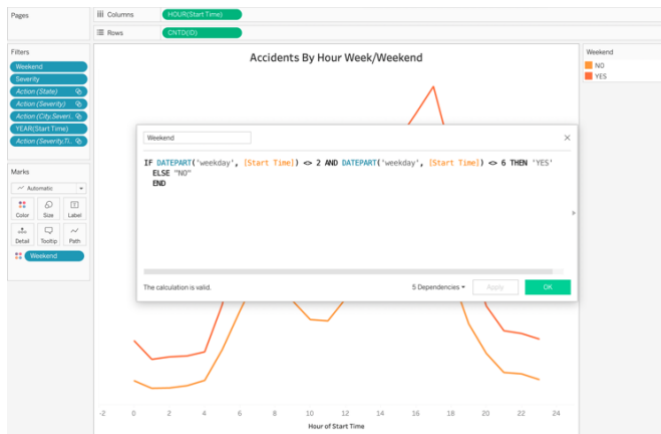 Pages
Columns
HOUR(Start Time)
Rows
CNTD(ID)
Filters
Weekend
Severity
Action (State)
Action (Severity)
Action (City,Severi..
YEAR(Start Time)
Action (Severity,T)..
Marks
Automatic
Color
Size
Label
Detail
Tooltip
Path
Weekend
Accidents By Hour Week/Weekend
Weekend
NO
YES
Weekend
IF DATEPART('weekday', [Start Time]) <> 2 AND DATEPART('weekday', [Start Time]) <> 6 THEN 'YES'
ELSE "NO"
END
The calculation is valid.
5 Dependencies
Apply
OK
-2 0 2 4 6 8 10 12 14 16 18 20 22 24
Hour of Start Time